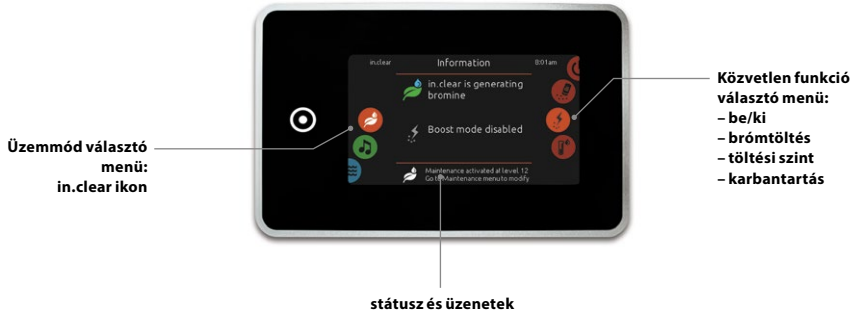 in.clear
Information
8:01am
in.clear is generating
bromine
Boost mode disabled
Maintenance activated at level: 12
Go to Maintenance menu to modify
Üzemmód választó
menü:
in.clear ikon
Közvetlen funkció
választó menü:
– be/ki
– brómtöltés
– töltési szint
– karbantartás
státusz és üzenetek